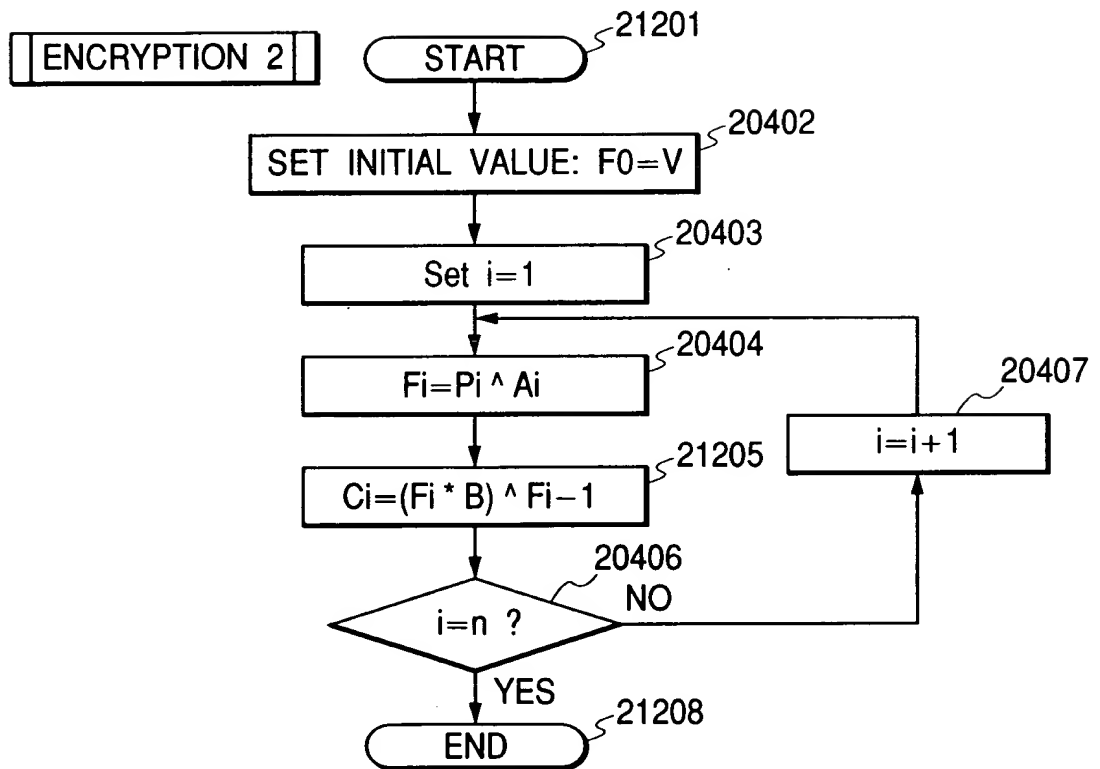 ENCRYPTION 2
START
21201
SET INITIAL VALUE: F0=V
20402
Set i=1
20403
Fi=Pi ^ Ai
20404
i=i+1
20407
Ci=(Fi * B) ^ Fi-1
21205
i=n ?
20406
NO
YES
END
21208